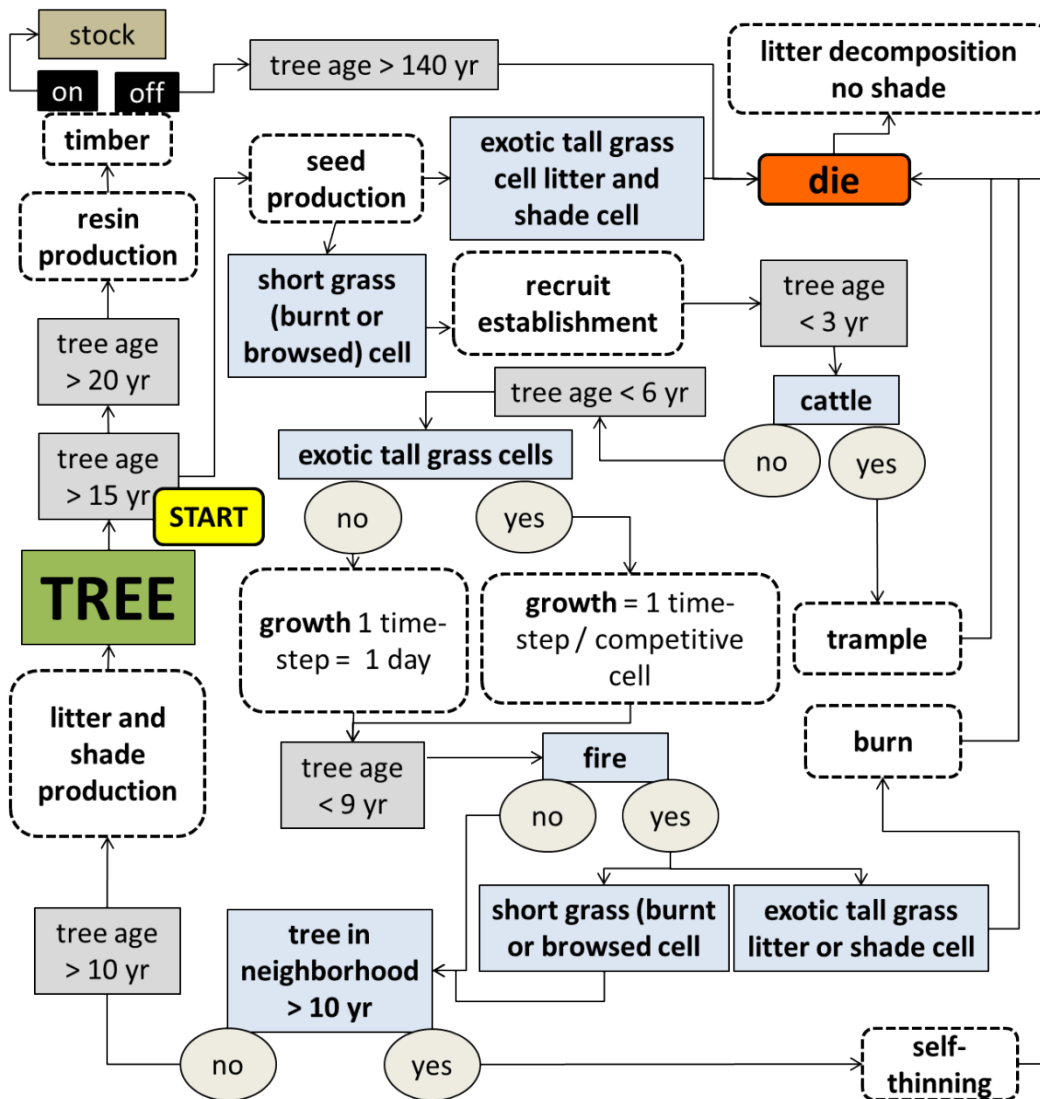 stock
on
off
tree age > 140 yr
litter decomposition
no shade
timber
seed
production
exotic tall grass
cell litter and
shade cell
die
resin
production
short grass
(burnt or
browsed) cell
recruit
establishment
tree age
< 3 yr
tree age
> 20 yr
tree age < 6 yr
cattle
no
yes
tree age
> 15 yr
START
exotic tall grass cells
no
yes
TREE
growth 1 time-
step = 1 day
growth = 1 time-
step / competitive
cell
trample
litter and
shade
production
tree age
< 9 yr
fire
no
yes
burn
tree age
> 10 yr
tree in
neighborhood
> 10 yr
short grass (burnt
or browsed cell
exotic tall grass
litter or shade cell
no
yes
self-
thinning